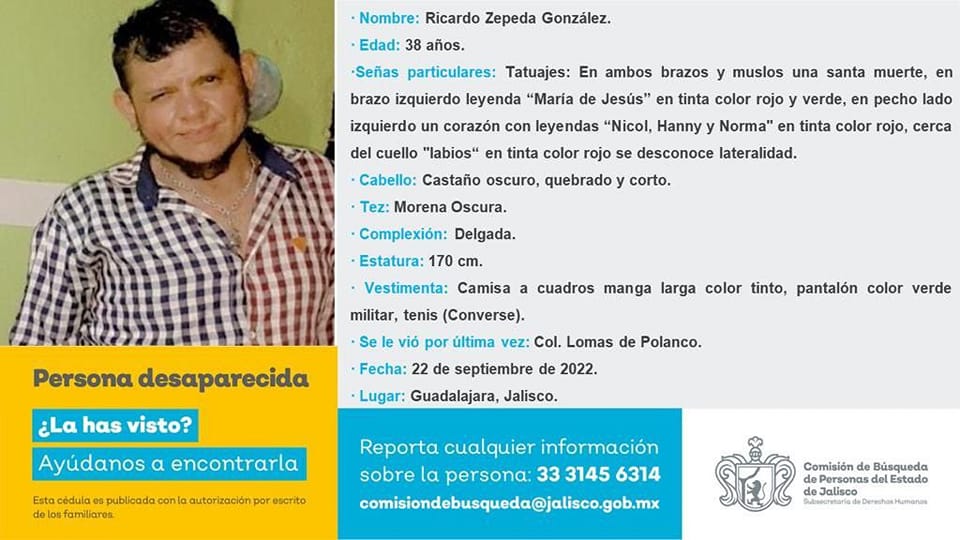 · Nombre: Ricardo Zepeda González.
· Edad: 38 años.
·Señas particulares: Tatuajes: En ambos brazos y muslos una santa muerte, en
brazo izquierdo leyenda “María de Jesús” en tinta color rojo y verde, en pecho lado
izquierdo un corazón con leyendas “Nicol, Hanny y Norma" en tinta color rojo, cerca
del cuello "labios“ en tinta color rojo se desconoce lateralidad.
· Cabello: Castaño oscuro, quebrado y corto.
· Tez: Morena Oscura.
· Complexión: Delgada.
· Estatura: 170 cm.
· Vestimenta: Camisa a cuadros manga larga color tinto, pantalón color verde
militar, tenis (Converse).
· Se le vió por última vez: Col. Lomas de Polanco.
· Fecha: 22 de septiembre de 2022.
· Lugar: Guadalajara, Jalisco.
Persona desaparecida
¿La has visto?
Ayúdanos a encontrarla
Esta cédula es publicada con la autorización por escrito
de los familiares.
Reporta cualquier información
sobre la persona: 33 3145 6314
comisiondebusqueda@jalisco.gob.mx
Comisión de Búsqueda
de Personas del Estado
de Jalisco
Subsecretaría de Derechos Humanos